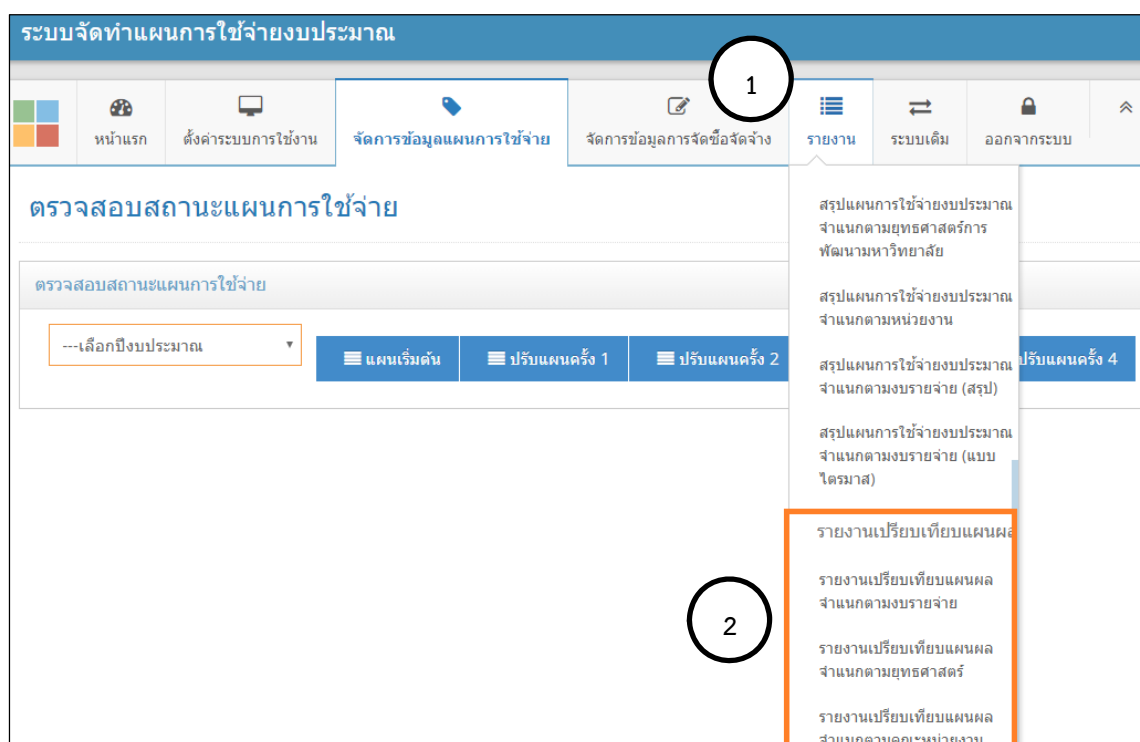 ระบบจัดทำแผนการใช้จ่ายงบประมาณ
1
หน้าแรก
ตั้งค่าระบบการใช้งาน
จัดการข้อมูลแผนการใช้จ่าย
จัดการข้อมูลการจัดซื้อจัดจ้าง
รายงาน
ระบบเดิม
ออกจากระบบ
ตรวจสอบสถานะแผนการใช้จ่าย
ตรวจสอบสถานะแผนการใช้จ่าย
---เลือกปีงบประมาณ
แผนเริ่มต้น
ปรับแผนครั้ง 1
ปรับแผนครั้ง 2
ปรับแผนครั้ง 4
สรุปแผนการใช้จ่ายงบประมาณ
จำแนกตามยุทธศาสตร์การ
พัฒนามหาวิทยาลัย
สรุปแผนการใช้จ่ายงบประมาณ
จำแนกตามหน่วยงาน
สรุปแผนการใช้จ่ายงบประมาณ
จำแนกตามงบรายจ่าย (สรุป)
สรุปแผนการใช้จ่ายงบประมาณ
จำแนกตามงบรายจ่าย (แบบ
ไตรมาส)
รายงานเปรียบเทียบแผนผล
2
รายงานเปรียบเทียบแผนผล
จำแนกตามงบรายจ่าย
รายงานเปรียบเทียบแผนผล
จำแนกตามยุทธศาสตร์
รายงานเปรียบเทียบแผนผล
จำแนกตามคณะหน่วยงาน